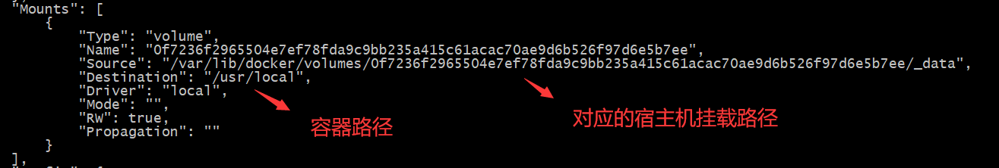 "Mounts": [
{
"Type": "volume",
"Name": "0f7236f2965504e7ef78fda9c9bb235a415c61acac70ae9d6b526f97d6e5b7ee",
"Source": "/var/lib/docker/volumes/0f7236f2965504e7ef78fda9c9bb235a415c61acac70ae9d6b526f97d6e5b7ee/_data",
"Destination": "/usr/local",
"Driver": "local",
"Mode": "",
"RW": true,
"Propagation": ""
容器路径
对应的宿主机挂载路径
}
],